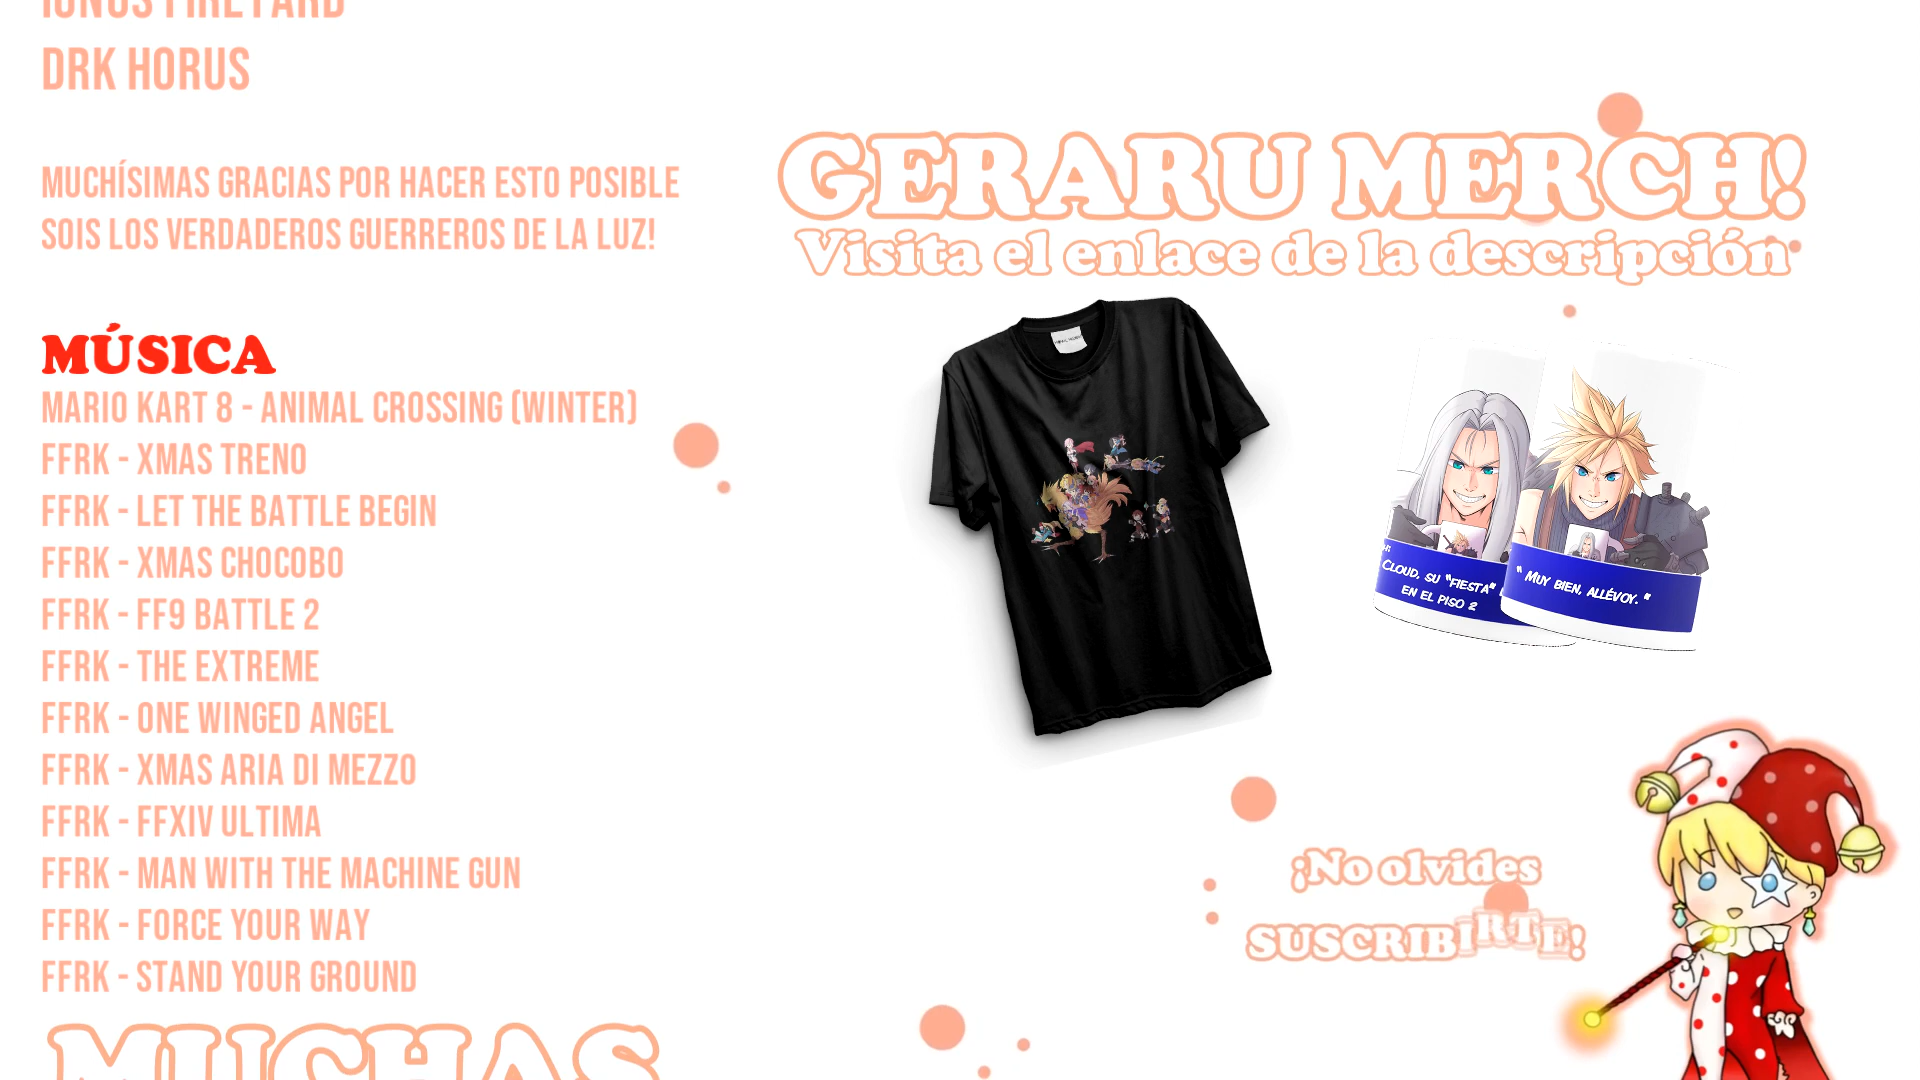 DRK HORUS
MUCHÍSIMAS GRACIAS POR HACER ESTO POSIBLE
SOIS LOS VERDADEROS GUERREROS DE LA LUZ!
MÚSICA
MARIO KART 8 - ANIMAL CROSSING (WINTER)
FFRK - XMAS TRENO
FFRK - LET THE BATTLE BEGIN
FFRK - XMAS CHOCOBO
FFRK - FF9 BATTLE 2
FFRK - THE EXTREME
FFRK - ONE WINGED ANGEL
FFRK - XMAS ARIA DI MEZZO
FFRK - FFXIV ULTIMA
FFRK - MAN WITH THE MACHINE GUN
FFRK - FORCE YOUR WAY
FFRK - STAND YOUR GROUND
MUCHAS
GERARU MERCH!
Visita el enlace de la descripción
CLOUD, SU "FIESTA"
EN EL PISO 2
" MUY BIEN, ALLÉVOY. "
¡No olvides
SUSCRIBIRTE!